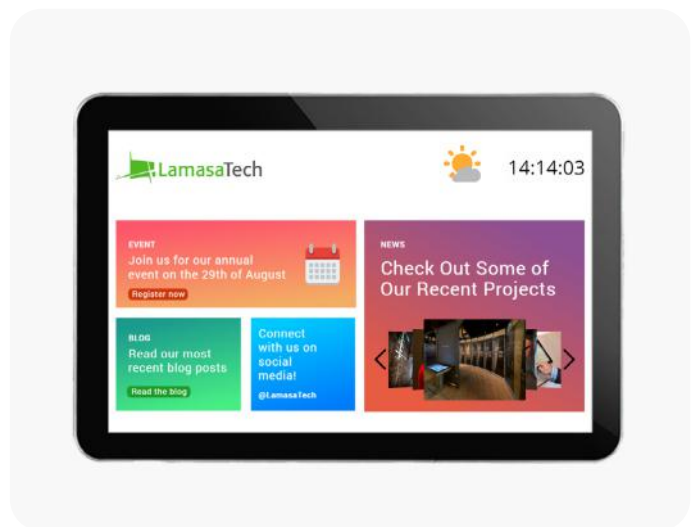 LamasaTech
14:14:03
EVENT
Join us for our annual
event on the 29th of August
Register now
NEWS
Check Out Some of
Our Recent Projects
BLOG
Read our most
recent blog posts
Read the blog
Connect
with us on
social
media!
@LamasaTech